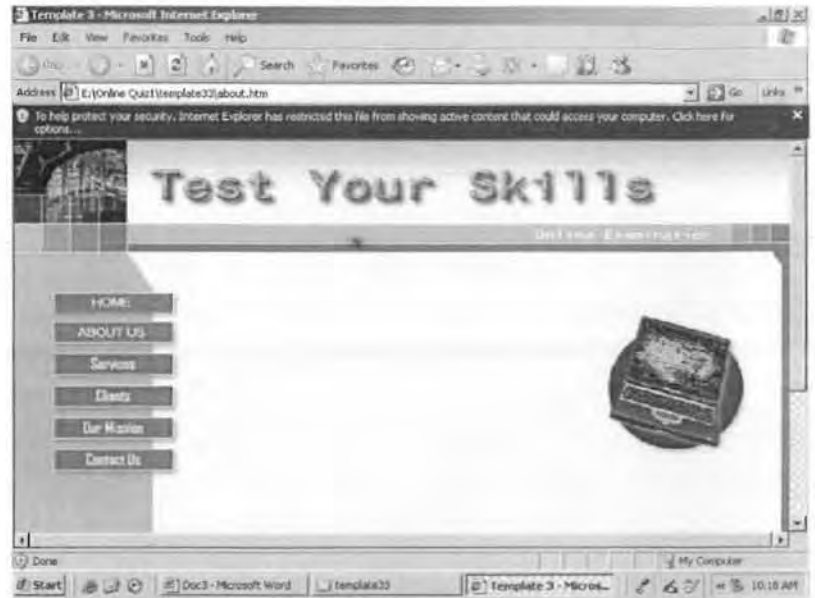 Template 3 - Microsoft Internet Explorer
File Edit View Favorites Tools Help
Search Favorites
Address E:\Online Quizt\template33\about.htm Go Links »
To help protect your security, Internet Explorer has restricted this file from showing active content that could access your computer. Click here for
options...
Test Your Skills
Online Examination
HOME
ABOUT US
Services
Clients
Our Mission
Contact Us
Done My Computer
Start Doc3 - Microsoft Word template33 Template 3 - Micros... 10:18 AM